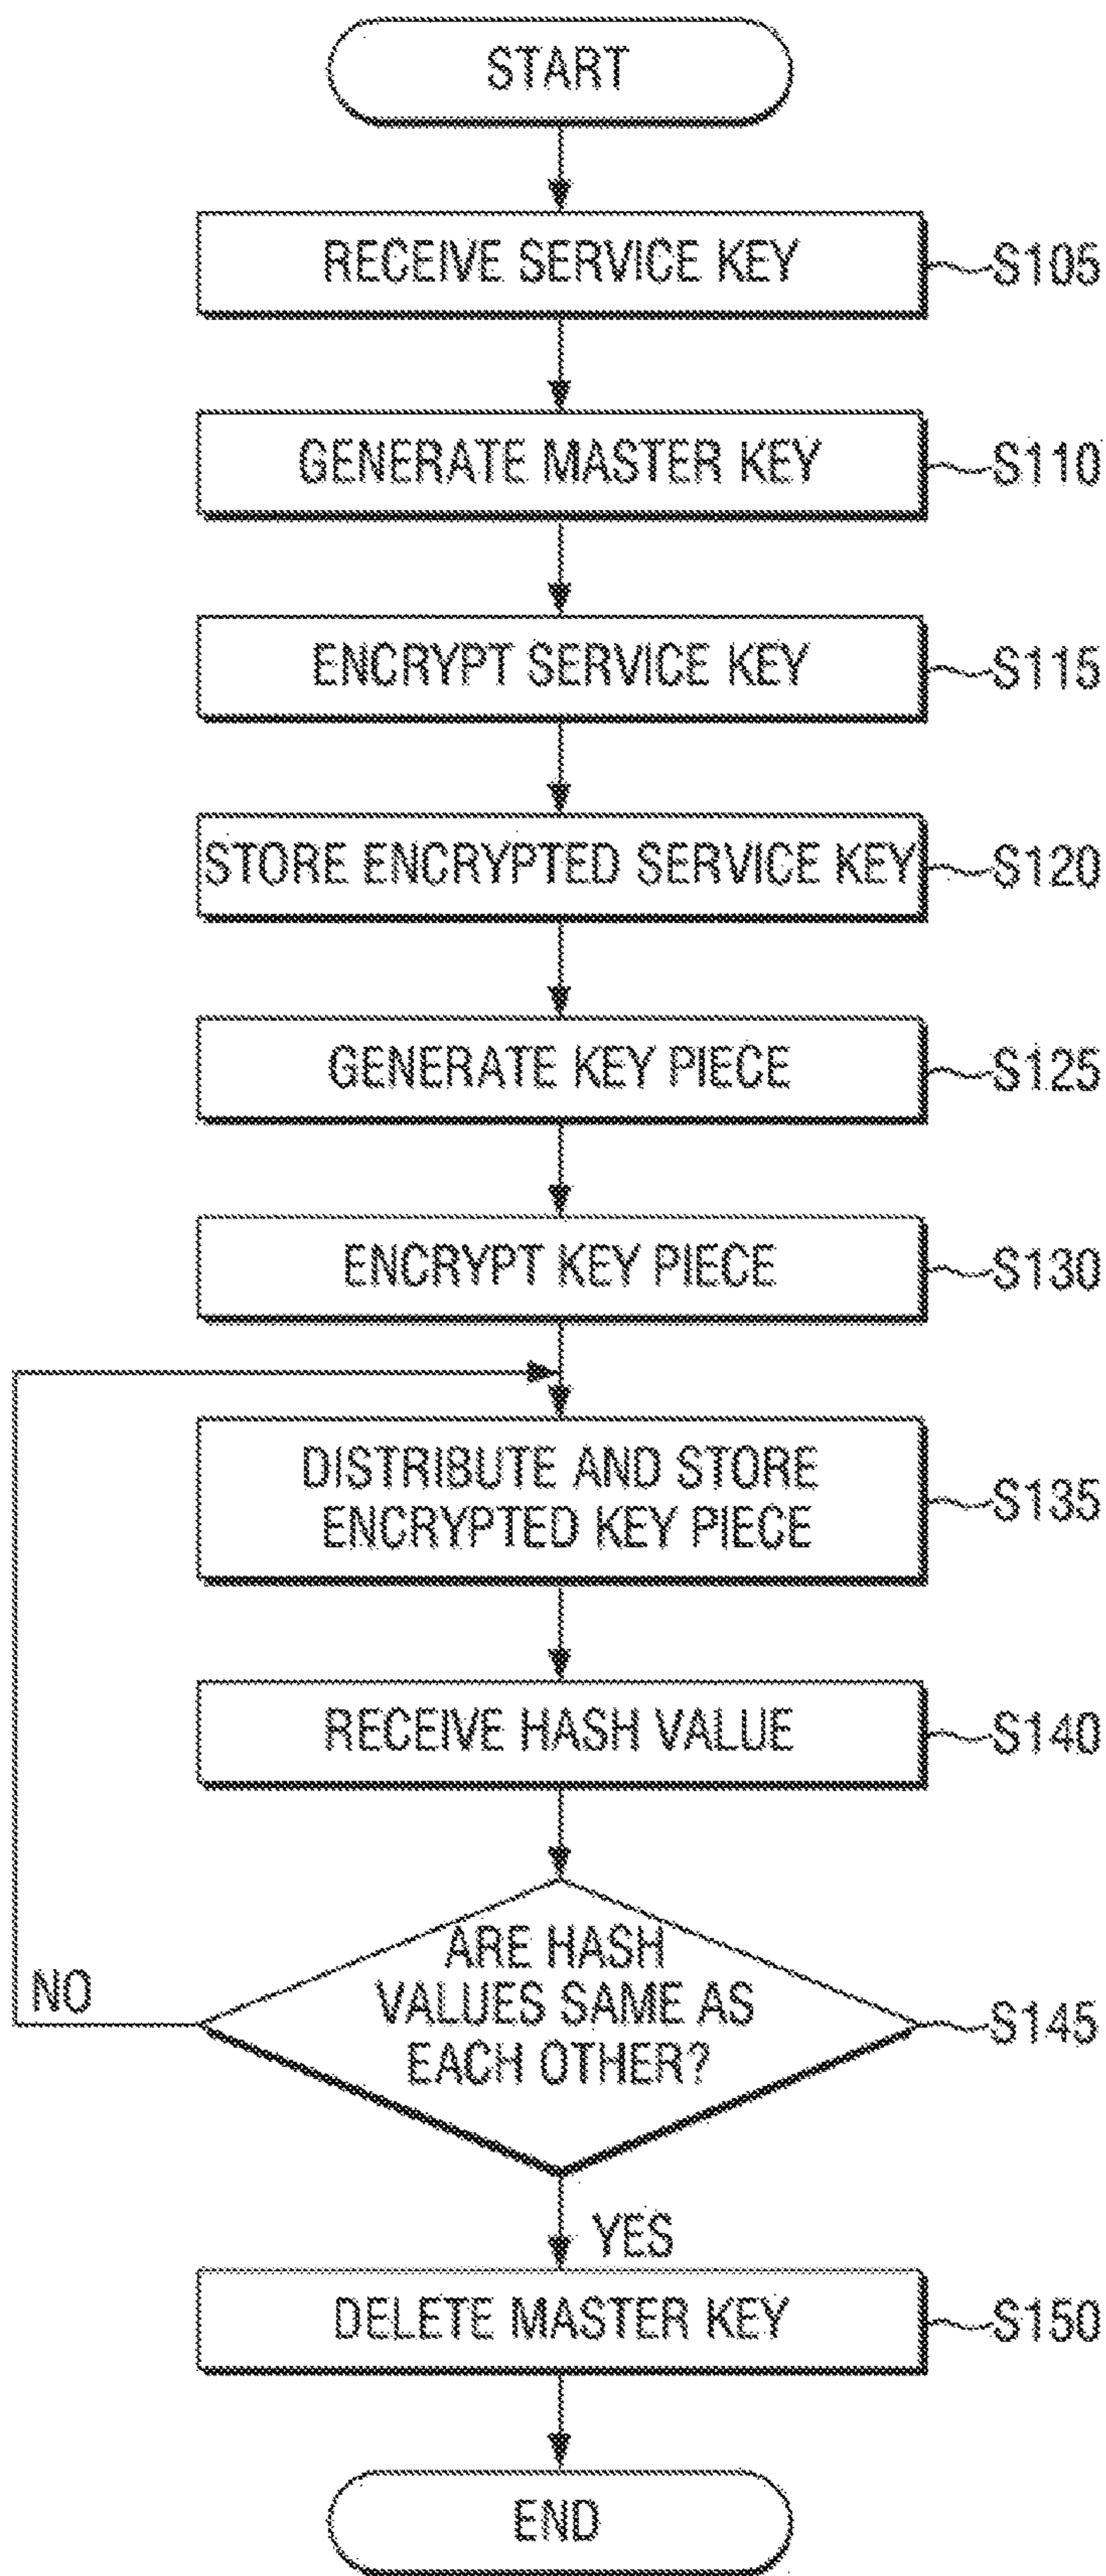 START
RECEIVE SERVICE KEY
S105
GENERATE MASTER KEY
S110
ENCRYPT SERVICE KEY
S115
STORE ENCRYPTED SERVICE KEY
S120
GENERATE KEY PIECE
S125
ENCRYPT KEY PIECE
S130
DISTRIBUTE AND STORE
ENCRYPTED KEY PIECE
S135
RECEIVE HASH VALUE
S140
ARE HASH
VALUES SAME AS
EACH OTHER?
S145
NO
YES
DELETE MASTER KEY
S150
END